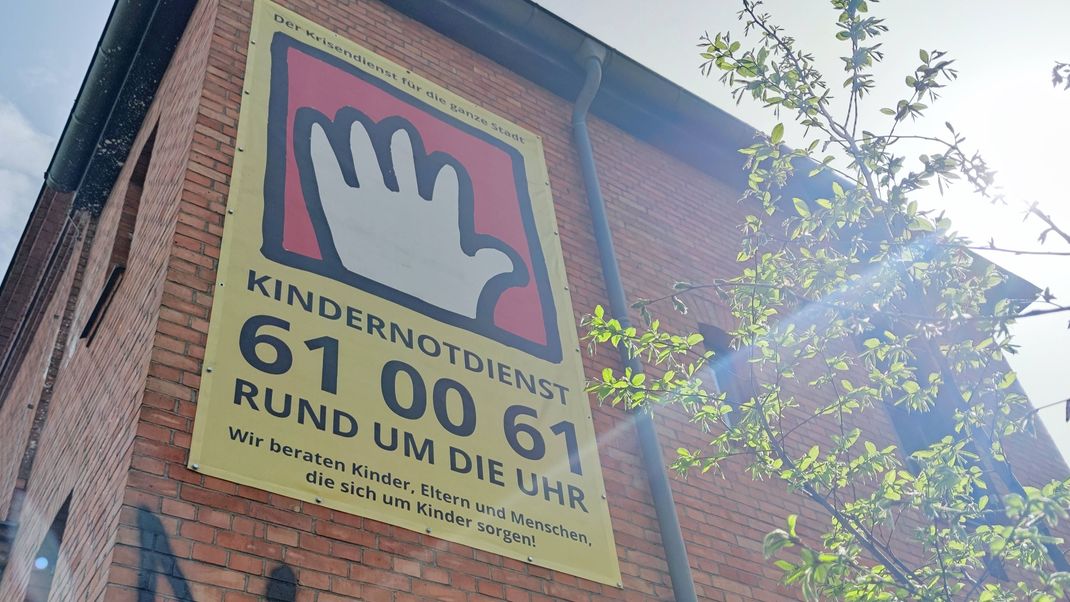 Der Krisendienst für die ganze Stadt
KINDERNOTDIENST
61 00 61
RUND UM DIE UHR
Wir beraten Kinder, Eltern und Menschen,
die sich um Kinder sorgen!